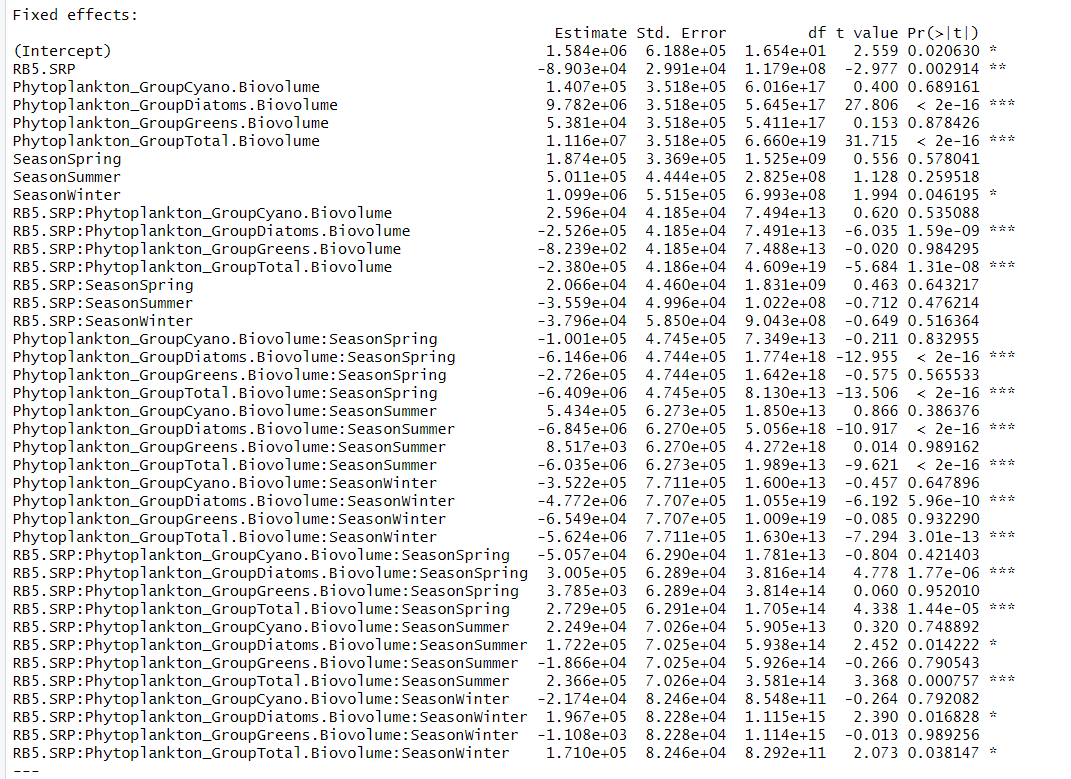 Fixed effects:
Estimate Std. Error df t value Pr(>|t|)
(Intercept) 1.584e+06 6.188e+05 1.654e+01 2.559 0.020630 *
RB5.SRP -8.903e+04 2.991e+04 1.179e+08 -2.977 0.002914 **
Phytoplankton_GroupCyano.Biovolume 1.407e+05 3.518e+05 6.016e+17 0.400 0.689161
Phytoplankton_GroupDiatoms.Biovolume 9.782e+06 3.518e+05 5.645e+17 27.806 < 2e-16 ***
Phytoplankton_GroupGreens.Biovolume 5.381e+04 3.518e+05 5.411e+17 0.153 0.878426
Phytoplankton_GroupTotal.Biovolume 1.116e+07 3.518e+05 6.660e+19 31.715 < 2e-16 ***
SeasonSpring 1.874e+05 3.369e+05 1.525e+09 0.556 0.578041
SeasonSummer 5.011e+05 4.444e+05 2.825e+08 1.128 0.259518
SeasonWinter 1.099e+06 5.515e+05 6.993e+08 1.994 0.046195 *
RB5.SRP:Phytoplankton_GroupCyano.Biovolume 2.596e+04 4.185e+04 7.494e+13 0.620 0.535088
RB5.SRP:Phytoplankton_GroupDiatoms.Biovolume -2.526e+05 4.185e+04 7.491e+13 -6.035 1.59e-09 ***
RB5.SRP:Phytoplankton_GroupGreens.Biovolume -8.239e+02 4.185e+04 7.488e+13 -0.020 0.984295
RB5.SRP:Phytoplankton_GroupTotal.Biovolume -2.380e+05 4.186e+04 4.609e+19 -5.684 1.31e-08 ***
RB5.SRP:SeasonSpring 2.066e+04 4.460e+04 1.831e+09 0.463 0.643217
RB5.SRP:SeasonSummer -3.559e+04 4.996e+04 1.022e+08 -0.712 0.476214
RB5.SRP:SeasonWinter -3.796e+04 5.850e+04 9.043e+08 -0.649 0.516364
Phytoplankton_GroupCyano.Biovolume:SeasonSpring -1.001e+05 4.745e+05 7.349e+13 -0.211 0.832955
Phytoplankton_GroupDiatoms.Biovolume:SeasonSpring -6.146e+06 4.744e+05 1.774e+18 -12.955 < 2e-16 ***
Phytoplankton_GroupGreens.Biovolume:SeasonSpring -2.726e+05 4.744e+05 1.642e+18 -0.575 0.565533
Phytoplankton_GroupTotal.Biovolume:SeasonSpring -6.409e+06 4.745e+05 8.130e+13 -13.506 < 2e-16 ***
Phytoplankton_GroupCyano.Biovolume:SeasonSummer 5.434e+05 6.273e+05 1.850e+13 0.866 0.386376
Phytoplankton_GroupDiatoms.Biovolume:SeasonSummer -6.845e+06 6.270e+05 5.056e+18 -10.917 < 2e-16 ***
Phytoplankton_GroupGreens.Biovolume:SeasonSummer 8.517e+03 6.270e+05 4.272e+18 0.014 0.989162
Phytoplankton_GroupTotal.Biovolume:SeasonSummer -6.035e+06 6.273e+05 1.989e+13 -9.621 < 2e-16 ***
Phytoplankton_GroupCyano.Biovolume:SeasonWinter -3.522e+05 7.711e+05 1.600e+13 -0.457 0.647896
Phytoplankton_GroupDiatoms.Biovolume:SeasonWinter -4.772e+06 7.707e+05 1.055e+19 -6.192 5.96e-10 ***
Phytoplankton_GroupGreens.Biovolume:SeasonWinter -6.549e+04 7.707e+05 1.009e+19 -0.085 0.932290
Phytoplankton_GroupTotal.Biovolume:SeasonWinter -5.624e+06 7.711e+05 1.630e+13 -7.294 3.01e-13 ***
RB5.SRP:Phytoplankton_GroupCyano.Biovolume:SeasonSpring -5.057e+04 6.290e+04 1.781e+13 -0.804 0.421403
RB5.SRP:Phytoplankton_GroupDiatoms.Biovolume:SeasonSpring 3.005e+05 6.289e+04 3.816e+14 4.778 1.77e-06 ***
RB5.SRP:Phytoplankton_GroupGreens.Biovolume:SeasonSpring 3.785e+03 6.289e+04 3.814e+14 0.060 0.952010
RB5.SRP:Phytoplankton_GroupTotal.Biovolume:SeasonSpring 2.729e+05 6.291e+04 1.705e+14 4.338 1.44e-05 ***
RB5.SRP:Phytoplankton_GroupCyano.Biovolume:SeasonSummer 2.249e+04 7.026e+04 5.905e+13 0.320 0.748892
RB5.SRP:Phytoplankton_GroupDiatoms.Biovolume:SeasonSummer 1.722e+05 7.025e+04 5.938e+14 2.452 0.014222 *
RB5.SRP:Phytoplankton_GroupGreens.Biovolume:SeasonSummer -1.866e+04 7.025e+04 5.926e+14 -0.266 0.790543
RB5.SRP:Phytoplankton_GroupTotal.Biovolume:SeasonSummer 2.366e+05 7.026e+04 3.581e+14 3.368 0.000757 ***
RB5.SRP:Phytoplankton_GroupCyano.Biovolume:SeasonWinter -2.174e+04 8.246e+04 8.548e+11 -0.264 0.792082
RB5.SRP:Phytoplankton_GroupDiatoms.Biovolume:SeasonWinter 1.967e+05 8.228e+04 1.115e+15 2.390 0.016828 *
RB5.SRP:Phytoplankton_GroupGreens.Biovolume:SeasonWinter -1.108e+03 8.228e+04 1.114e+15 -0.013 0.989256
RB5.SRP:Phytoplankton_GroupTotal.Biovolume:SeasonWinter 1.710e+05 8.246e+04 8.292e+11 2.073 0.038147 *
---